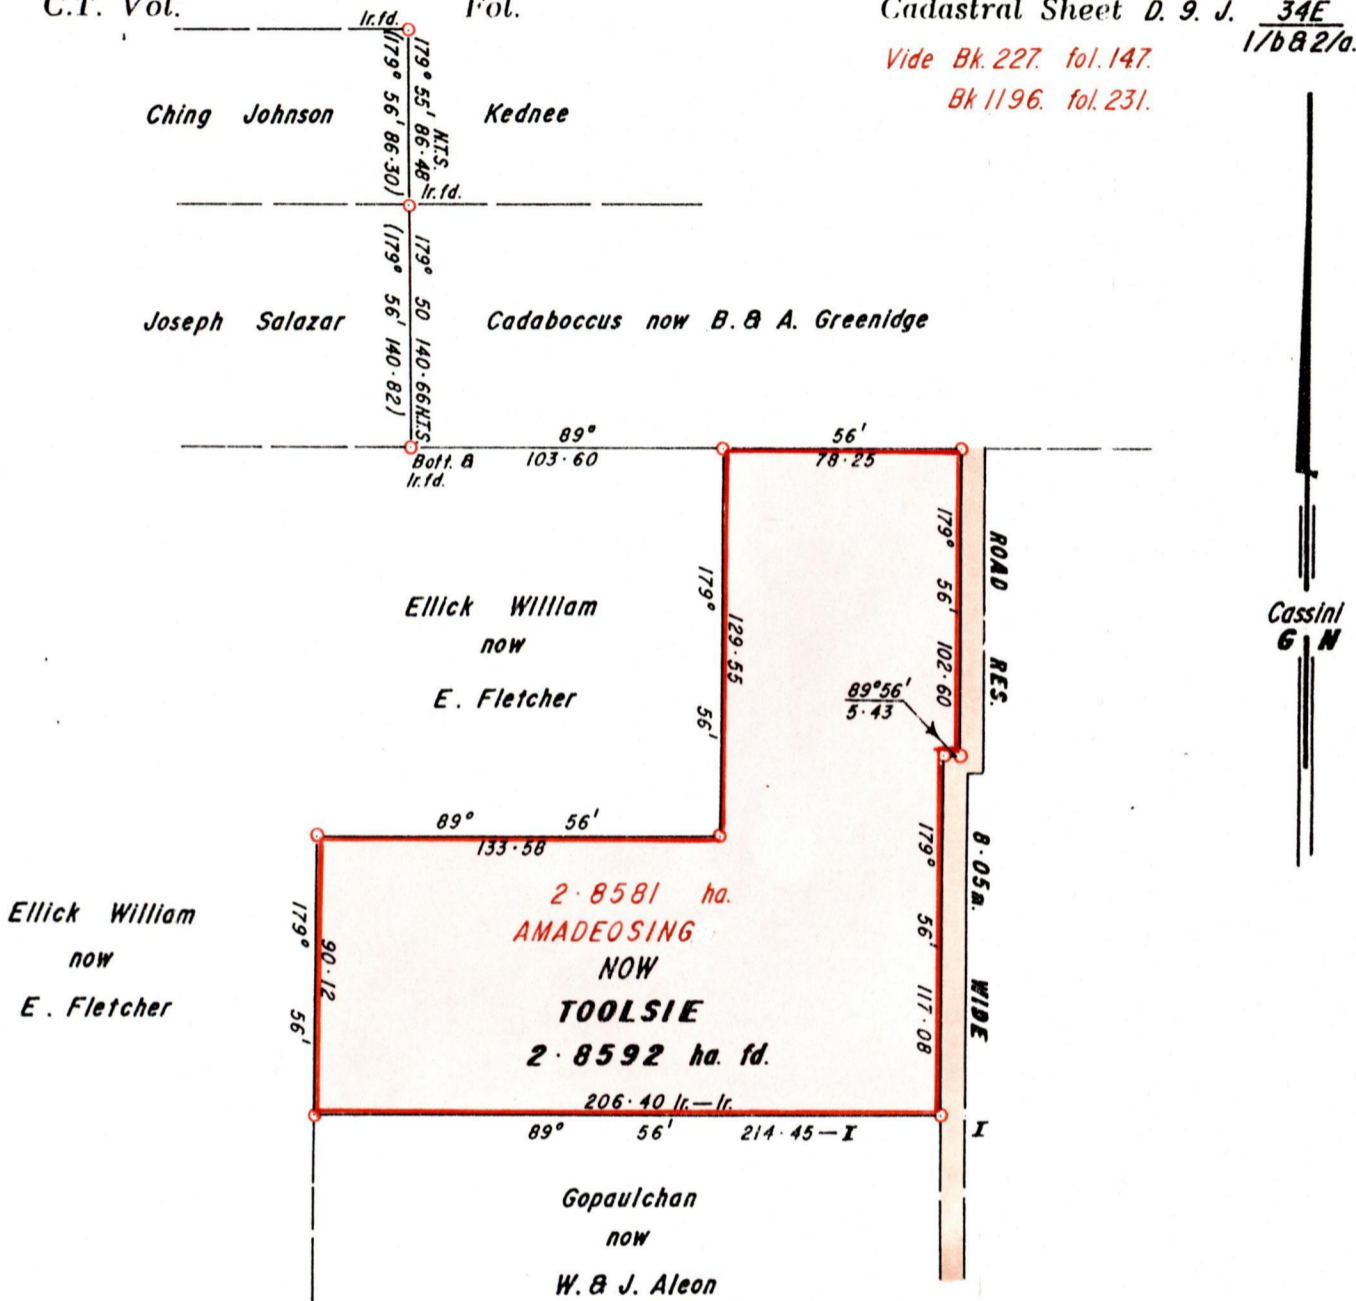 C.T. Vol. Fol. Cadastral Sheet D. 9. J. 34E
1/b & 2/a.
Ir. fd.
Vide Bk. 227. fol. 147.
Bk 1196. fol. 231.
Ching Johnson
(179° 56' 86·30)
179° 55' 86·48
N.T.S.
Kednee
Ir. fd.
Joseph Salazar
(179° 56' 140·82)
179° 50 140·66 N.T.S.
Cadaboccus now B. & A. Greenidge
89° 56'
Bott. & 103·60 78·25
Ir. fd.
179° 56' 102·60
ROAD RES.
Ellick William
now
E. Fletcher
179° 56'
129·55
89°56'
5·43
Cassini
G N
89° 56'
133·58
179° 56' 117·08
8·05m. WIDE
Ellick William
now
E. Fletcher
179° 56'
90·12
2·8581 ha.
AMADEOSING
NOW
TOOLSIE
2·8592 ha. fd.
206·40 Ir.—Ir.
89° 56' 214·45—I
I
Gopaulchan
now
W. & J. Aleon